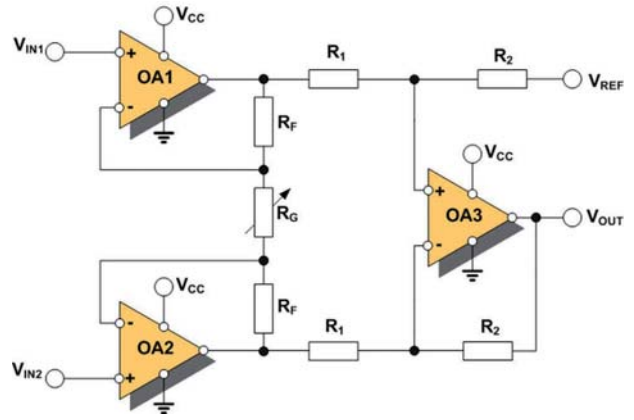 VCC
VIN1
+
OA1
-
R1
R2
VREF
RF
RG
VCC
+
OA3
-
VOUT
VCC
RF
-
OA2
+
VIN2
R1
R2